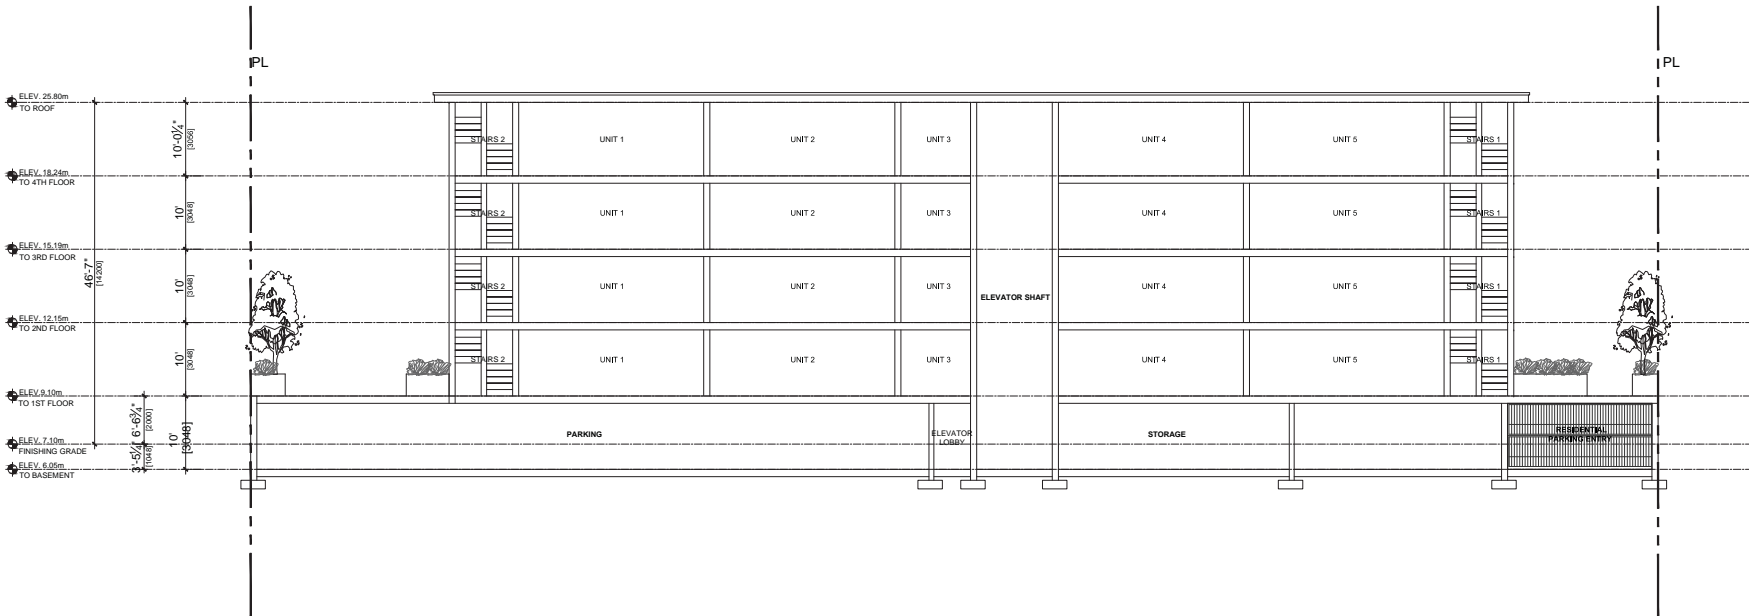 PL
PL
ELEV. 25.80m
TO ROOF
10'-0¼"
[3056]
STAIRS 2
UNIT 1
UNIT 2
UNIT 3
UNIT 4
UNIT 5
STAIRS 1
ELEV. 18.24m
TO 4TH FLOOR
10'
[3048]
STAIRS 2
UNIT 1
UNIT 2
UNIT 3
UNIT 4
UNIT 5
STAIRS 1
ELEV. 15.19m
TO 3RD FLOOR
46'-7"
[14200]
10'
[3048]
STAIRS 2
UNIT 1
UNIT 2
UNIT 3
ELEVATOR SHAFT
UNIT 4
UNIT 5
STAIRS 1
ELEV. 12.15m
TO 2ND FLOOR
10'
[3048]
STAIRS 2
UNIT 1
UNIT 2
UNIT 3
UNIT 4
UNIT 5
STAIRS 1
ELEV.9.10m
TO 1ST FLOOR
6'-6¾"
[2000]
10'
[3048]
PARKING
ELEVATOR
LOBBY
STORAGE
RESIDENTIAL
PARKING ENTRY
ELEV. 7.10m
FINISHING GRADE
3'-5¼"
[1048]
ELEV. 6.05m
TO BASEMENT